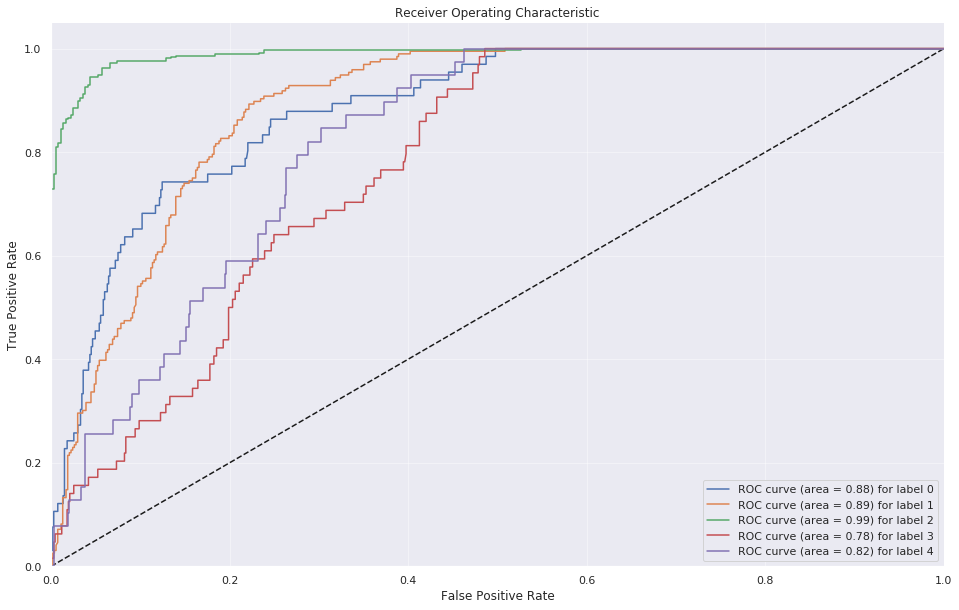 Receiver Operating Characteristic
True Positive Rate
1.0
0.8
0.6
0.4
0.2
0.0
ROC curve (area = 0.88) for label 0
ROC curve (area = 0.89) for label 1
ROC curve (area = 0.99) for label 2
ROC curve (area = 0.78) for label 3
ROC curve (area = 0.82) for label 4
0.0 0.2 0.4 0.6 0.8 1.0
False Positive Rate